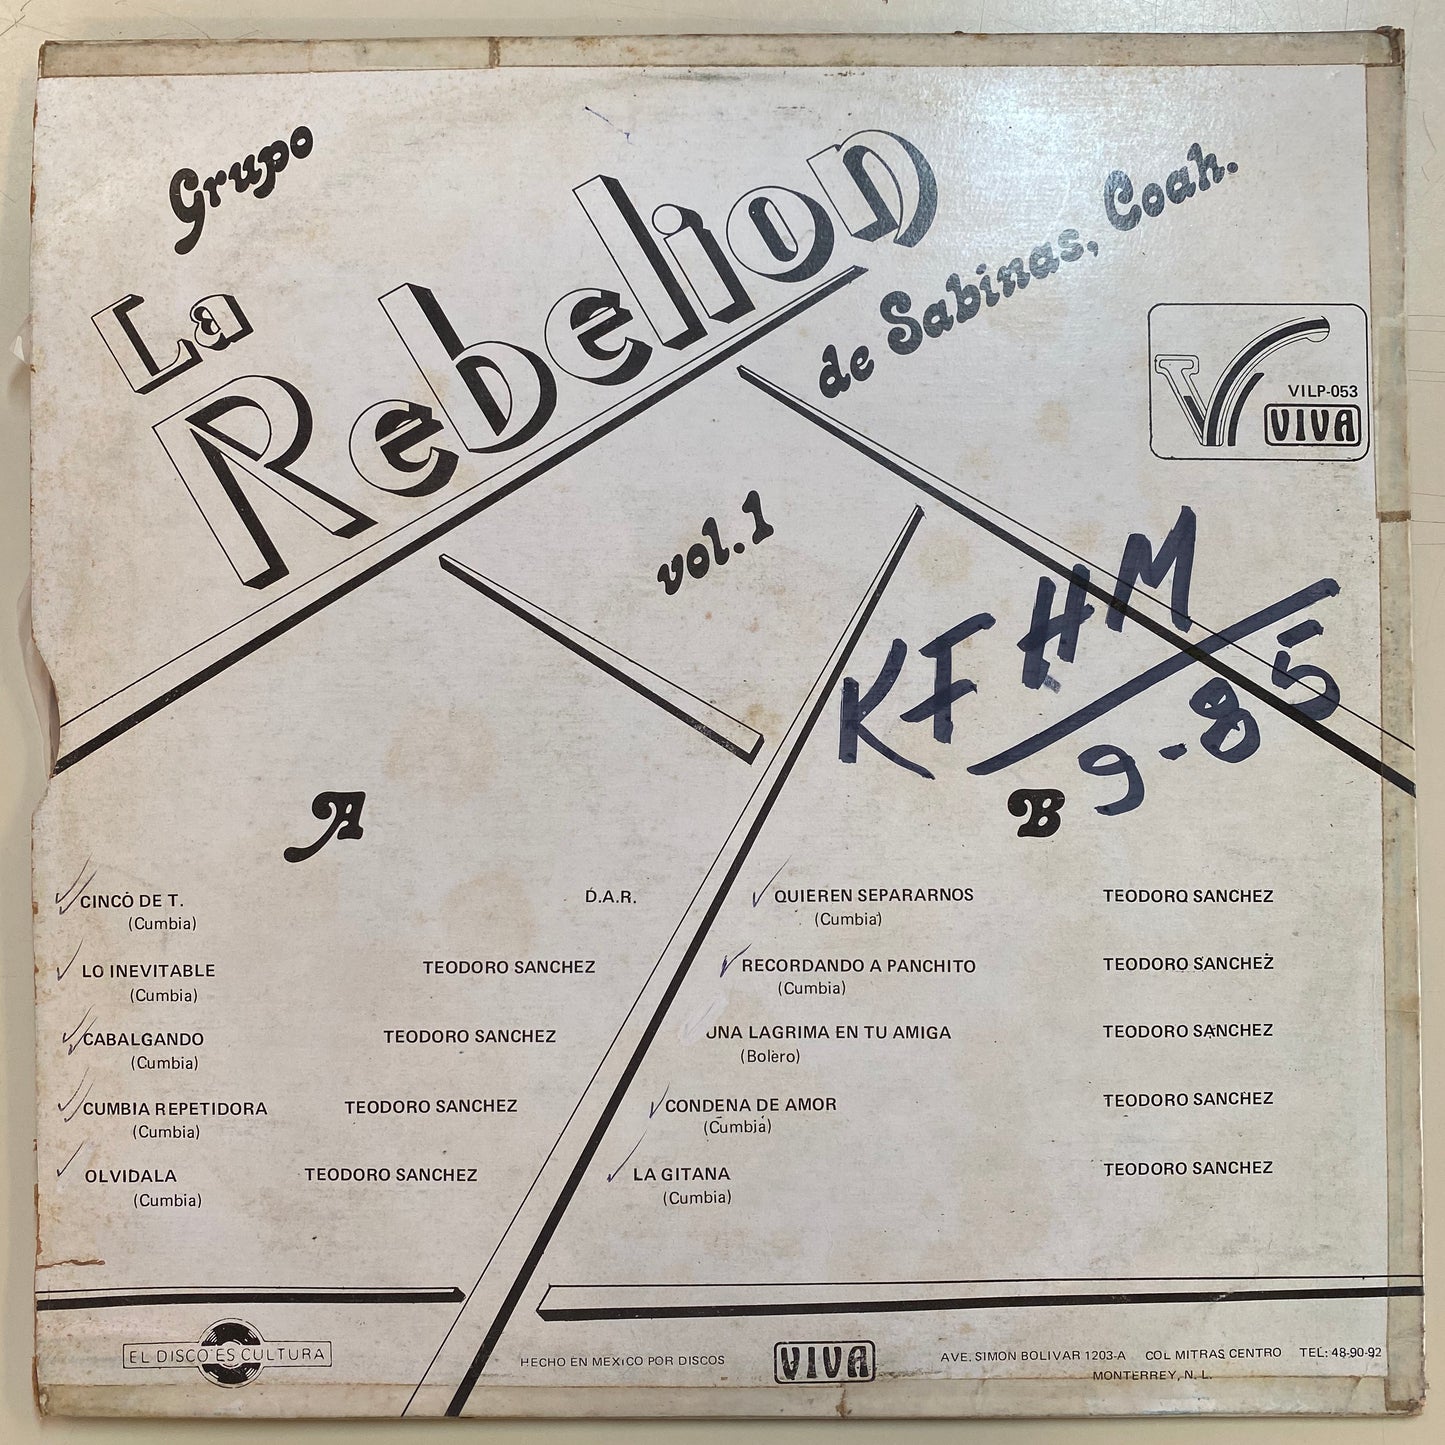 Grupo
La
Rebelion
de Sabinas, Coah.
VILP-053
VIVA
vol. 1
KFHM
9-85
A
CINCO DE T. D.A.R.
(Cumbia)
LO INEVITABLE TEODORO SANCHEZ
(Cumbia)
CABALGANDO TEODORO SANCHEZ
(Cumbia)
CUMBIA REPETIDORA TEODORO SANCHEZ
(Cumbia)
OLVIDALA TEODORO SANCHEZ
(Cumbia)
B
QUIEREN SEPARARNOS TEODORO SANCHEZ
(Cumbia)
RECORDANDO A PANCHITO TEODORO SANCHEZ
(Cumbia)
UNA LAGRIMA EN TU AMIGA TEODORO SANCHEZ
(Bolero)
CONDENA DE AMOR TEODORO SANCHEZ
(Cumbia)
LA GITANA TEODORO SANCHEZ
(Cumbia)
EL DISCO ES CULTURA
HECHO EN MEXICO POR DISCOS VIVA AVE. SIMON BOLIVAR 1203-A COL MITRAS CENTRO TEL: 48-90-92
MONTERREY, N. L.